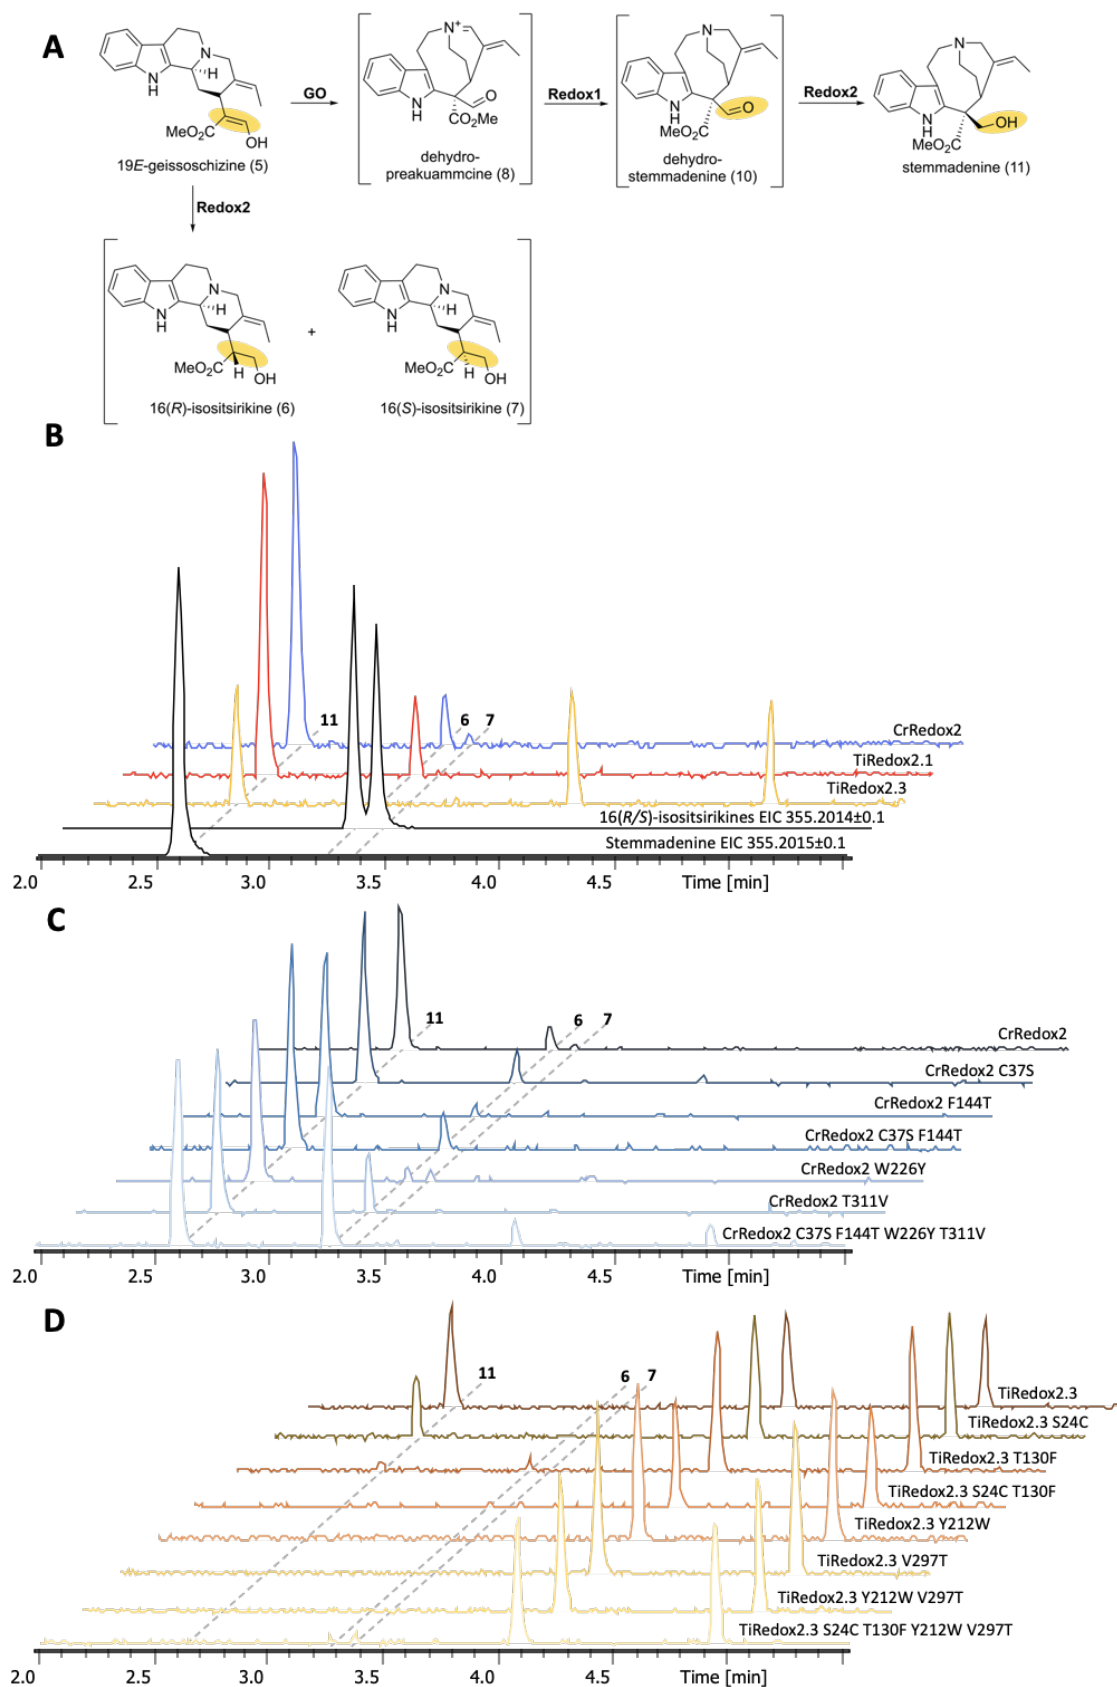 A
N
N
H
H
MeO₂C
OH
19E-geissoschizine (5)
GO
N⁺
N
H
O
CO₂Me
dehydro-
preakuammcine (8)
Redox1
N
N
H
O
MeO₂C
dehydro-
stemmadenine (10)
Redox2
N
N
H
OH
MeO₂C
stemmadenine (11)
Redox2
N
H
N
H
MeO₂C
H
OH
16(R)-isositsirikine (6)
+
N
H
N
H
MeO₂C
H
OH
16(S)-isositsirikine (7)
B
11
6
7
CrRedox2
TiRedox2.1
TiRedox2.3
16(R/S)-isositsirikines EIC 355.2014±0.1
Stemmadenine EIC 355.2015±0.1
2.0 2.5 3.0 3.5 4.0 4.5 Time [min]
C
11
6
7
CrRedox2
CrRedox2 C37S
CrRedox2 F144T
CrRedox2 C37S F144T
CrRedox2 W226Y
CrRedox2 T311V
CrRedox2 C37S F144T W226Y T311V
2.0 2.5 3.0 3.5 4.0 4.5 Time [min]
D
11
6
7
TiRedox2.3
TiRedox2.3 S24C
TiRedox2.3 T130F
TiRedox2.3 S24C T130F
TiRedox2.3 Y212W
TiRedox2.3 V297T
TiRedox2.3 Y212W V297T
TiRedox2.3 S24C T130F Y212W V297T
2.0 2.5 3.0 3.5 4.0 4.5 Time [min]